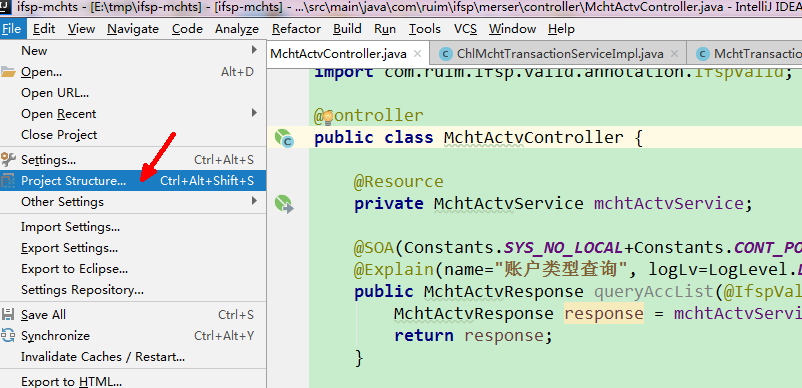 ifsp-mchts - [E:\tmp\ifsp-mchts] - [ifsp-mchts] - ...\src\main\java\com\ruim\ifsp\merser\controller\MchtActvController.java - IntelliJ IDEA
File Edit View Navigate Code Analyze Refactor Build Run Tools VCS Window Help
New
Open... Alt+D
Open URL...
Open Recent
Close Project
Settings... Ctrl+Alt+S
Project Structure... Ctrl+Alt+Shift+S
Other Settings
Import Settings...
Export Settings...
Export to Eclipse...
Settings Repository...
Save All Ctrl+S
Synchronize Ctrl+Alt+Y
Invalidate Caches / Restart...
Export to HTML...
MchtActvController.java ChlMchtTransactionServiceImpl.java MchtTransaction
import com.ruim.ifsp.valid.annotation.IfspValid;
@Controller
public class MchtActvController {
@Resource
private MchtActvService mchtActvService;
@SOA(Constants.SYS_NO_LOCAL+Constants.CONT_PO
@Explain(name="账户类型查询", logLv=LogLevel.
public MchtActvResponse queryAccList(@IfspVal
MchtActvResponse response = mchtActvServi
return response;
}